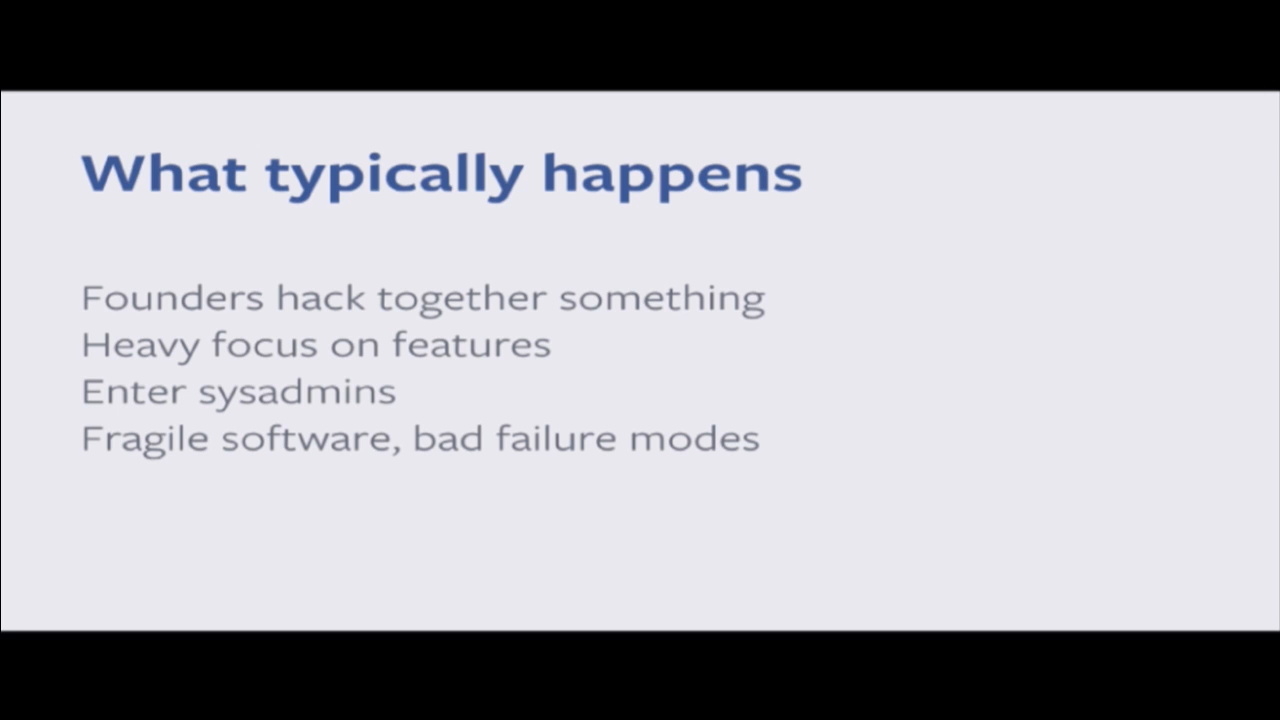 What typically happens
Founders hack together something
Heavy focus on features
Enter sysadmins
Fragile software, bad failure modes